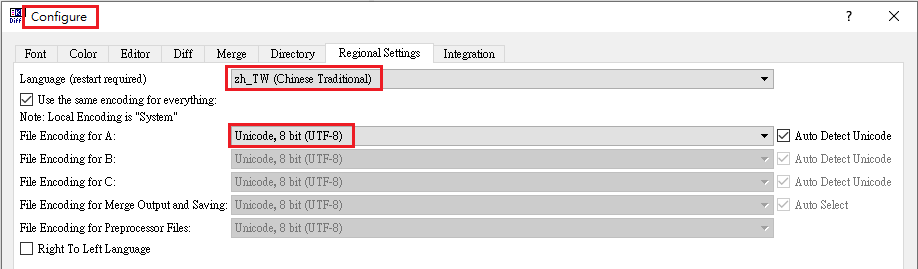 Configure
? ×
Font Color Editor Diff Merge Directory Regional Settings Integration
Language (restart required) zh_TW (Chinese Traditional)
Use the same encoding for everything:
Note: Local Encoding is "System"
File Encoding for A: Unicode, 8 bit (UTF-8) Auto Detect Unicode
File Encoding for B: Unicode, 8 bit (UTF-8) Auto Detect Unicode
File Encoding for C: Unicode, 8 bit (UTF-8) Auto Detect Unicode
File Encoding for Merge Output and Saving: Unicode, 8 bit (UTF-8) Auto Select
File Encoding for Preprocessor Files: Unicode, 8 bit (UTF-8)
Right To Left Language